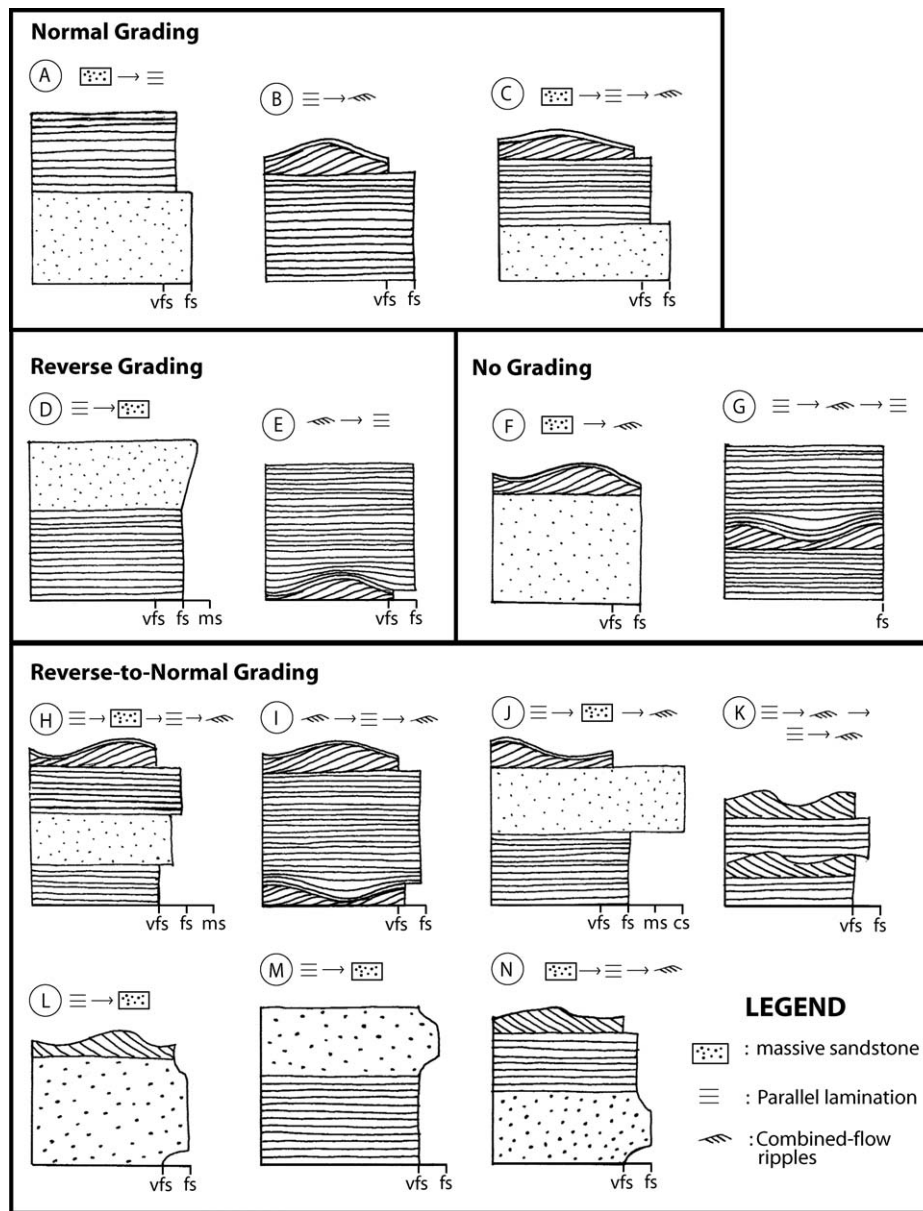 Normal Grading
A
B
C
vfs fs
vfs fs
vfs fs
Reverse Grading
D
E
vfs fs ms
vfs fs
No Grading
F
G
vfs fs
fs
Reverse-to-Normal Grading
H
I
J
K
vfs fs ms
vfs fs
vfs fs ms cs
vfs fs
L
M
N
vfs fs
vfs fs
vfs fs
LEGEND
: massive sandstone
: Parallel lamination
: Combined-flow
ripples